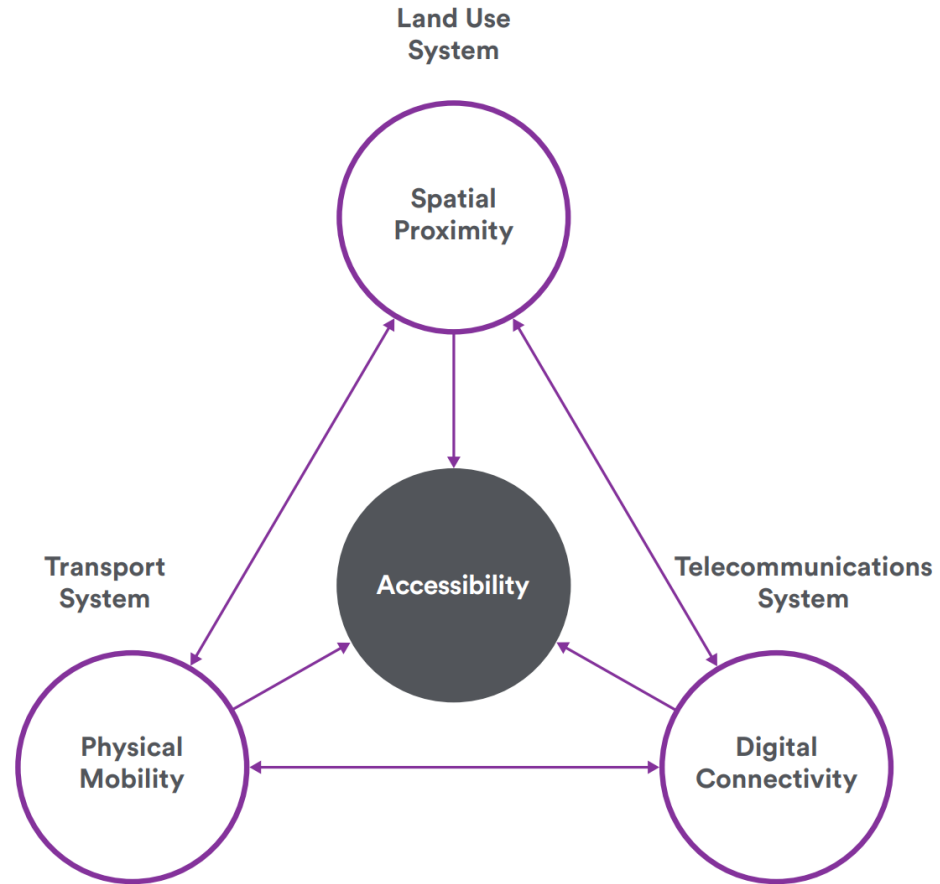 Land Use
System
Spatial
Proximity
Transport
System
Accessibility
Telecommunications
System
Physical
Mobility
Digital
Connectivity